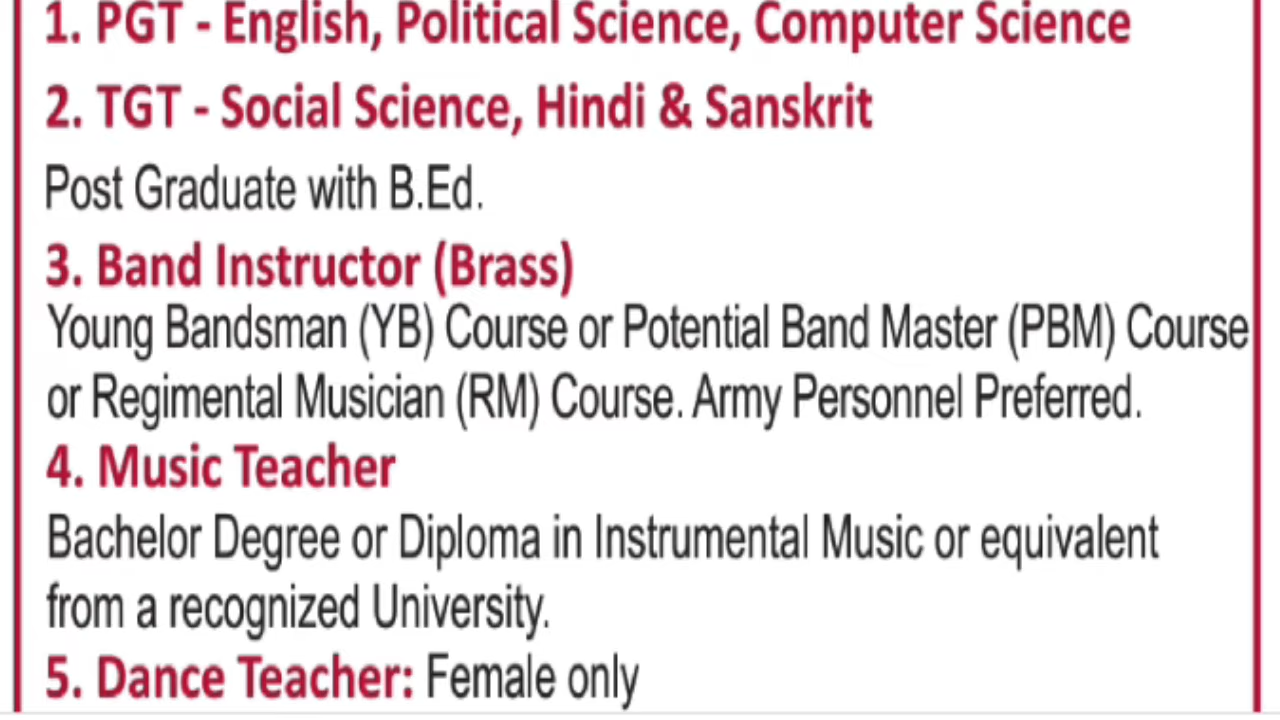 1. PGT - English, Political Science, Computer Science
2. TGT - Social Science, Hindi & Sanskrit
Post Graduate with B.Ed.
3. Band Instructor (Brass)
Young Bandsman (YB) Course or Potential Band Master (PBM) Course
or Regimental Musician (RM) Course. Army Personnel Preferred.
4. Music Teacher
Bachelor Degree or Diploma in Instrumental Music or equivalent
from a recognized University.
5. Dance Teacher: Female only